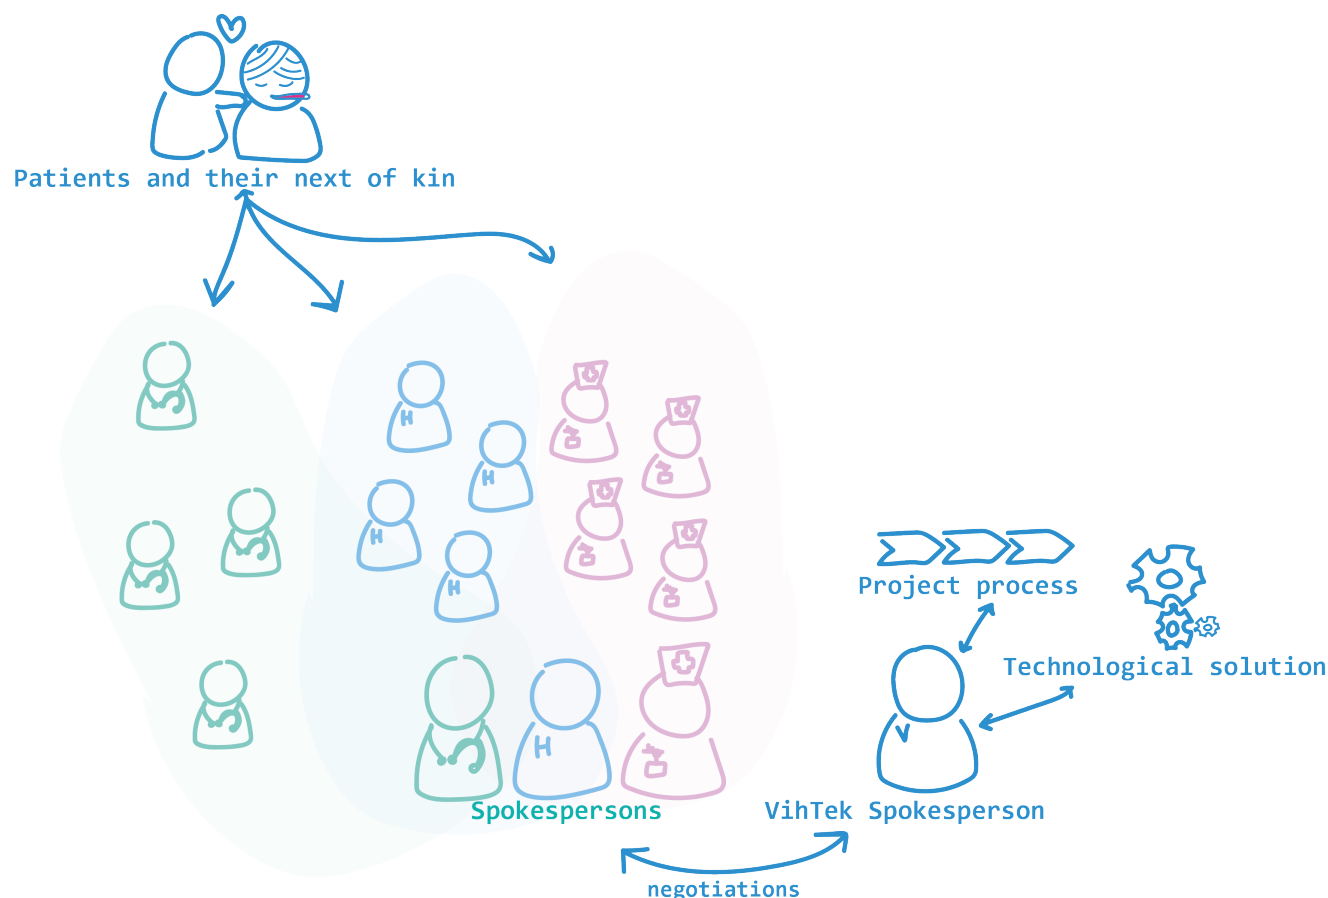 Patients and their next of kin
H
H
H
H
Project process
Technological solution
H
V
Spokespersons
VihTek Spokesperson
negotiations